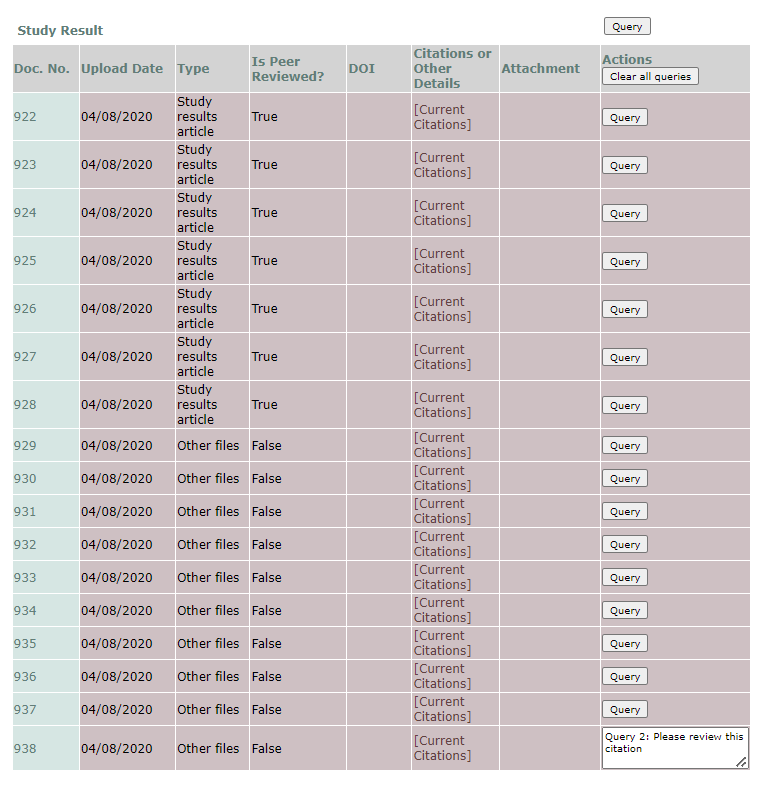 Study Result Query
Doc. No. Upload Date Type Is Peer Reviewed? DOI Citations or Other Details Attachment Actions Clear all queries
922 04/08/2020 Study results article True [Current Citations] Query
923 04/08/2020 Study results article True [Current Citations] Query
924 04/08/2020 Study results article True [Current Citations] Query
925 04/08/2020 Study results article True [Current Citations] Query
926 04/08/2020 Study results article True [Current Citations] Query
927 04/08/2020 Study results article True [Current Citations] Query
928 04/08/2020 Study results article True [Current Citations] Query
929 04/08/2020 Other files False [Current Citations] Query
930 04/08/2020 Other files False [Current Citations] Query
931 04/08/2020 Other files False [Current Citations] Query
932 04/08/2020 Other files False [Current Citations] Query
933 04/08/2020 Other files False [Current Citations] Query
934 04/08/2020 Other files False [Current Citations] Query
935 04/08/2020 Other files False [Current Citations] Query
936 04/08/2020 Other files False [Current Citations] Query
937 04/08/2020 Other files False [Current Citations] Query
938 04/08/2020 Other files False [Current Citations] Query 2: Please review this citation